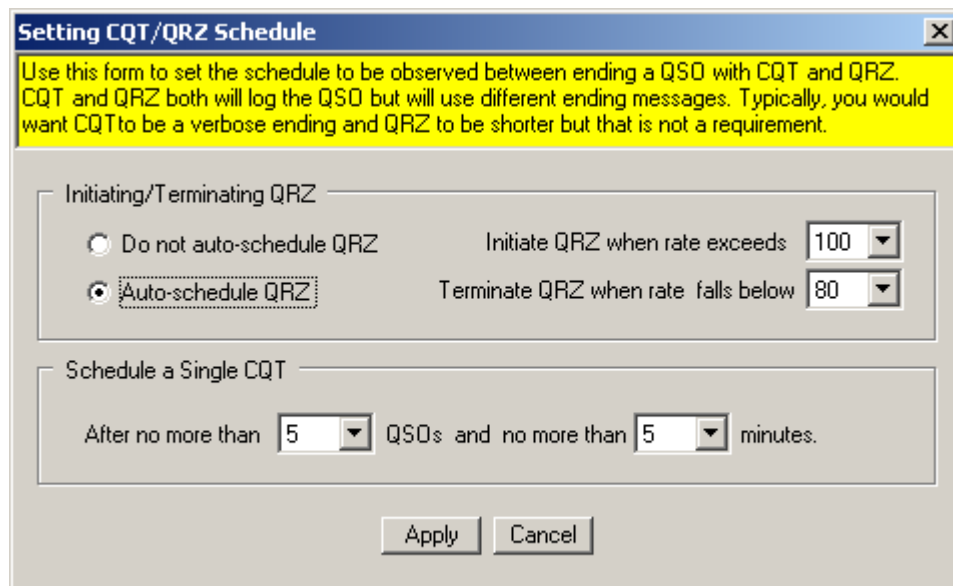 Setting CQT/QRZ Schedule
Use this form to set the schedule to be observed between ending a QSO with CQT and QRZ.
CQT and QRZ both will log the QSO but will use different ending messages. Typically, you would
want CQTto be a verbose ending and QRZ to be shorter but that is not a requirement.
Initiating/Terminating QRZ
Do not auto-schedule QRZ Initiate QRZ when rate exceeds 100
Auto-schedule QRZ Terminate QRZ when rate falls below 80
Schedule a Single CQT
After no more than 5 QSOs and no more than 5 minutes.
Apply Cancel